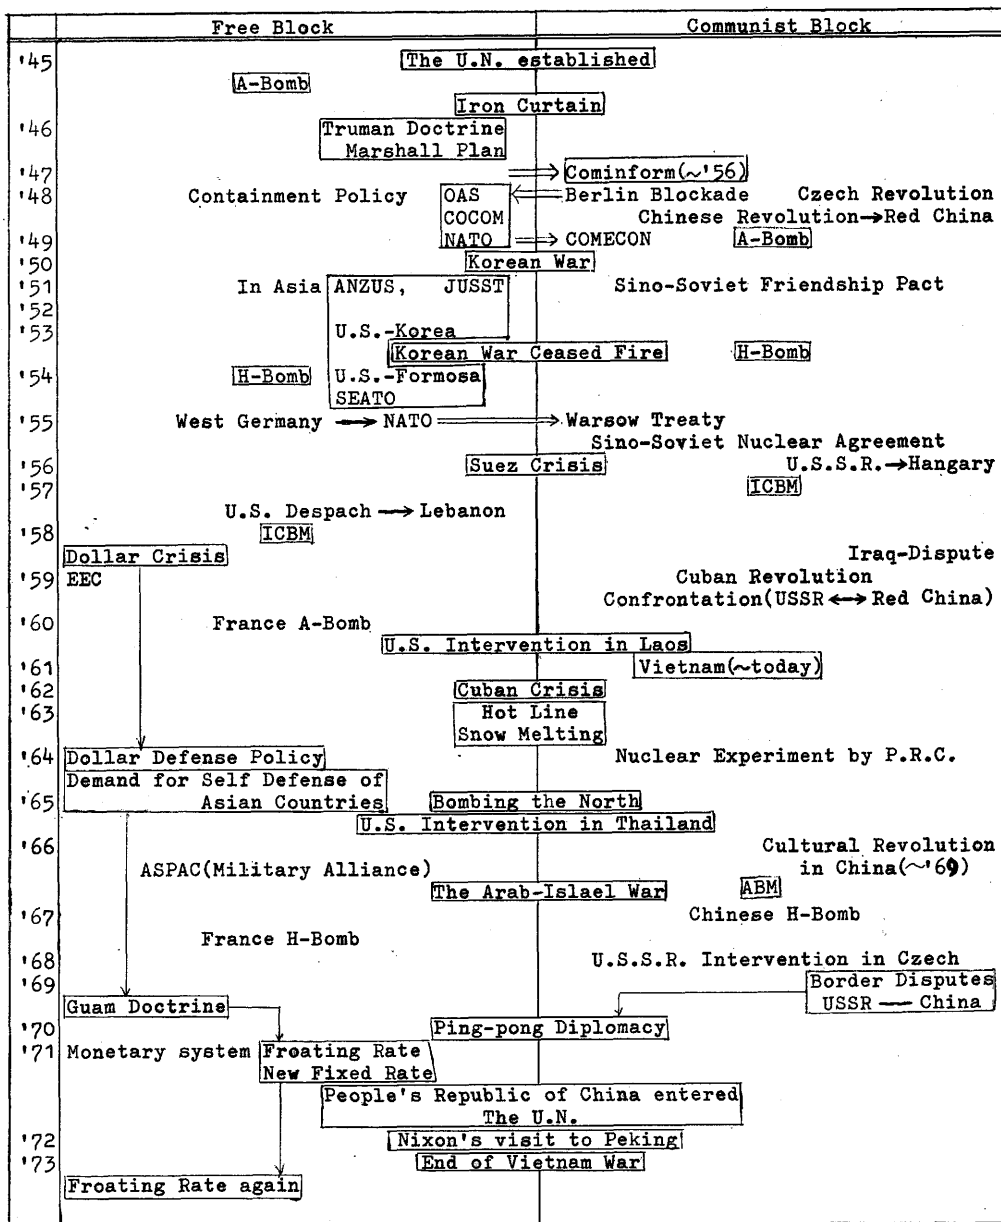 Free Block Communist Block
'45 The U.N. established
A-Bomb
Iron Curtain
'46 Truman Doctrine
Marshall Plan
'47 ⇒ Cominform(~'56)
'48 Containment Policy OAS ⇐ Berlin Blockade Czech Revolution
COCOM Chinese Revolution→Red China
'49 NATO ⇒ COMECON A-Bomb
'50 Korean War
'51 In Asia ANZUS, JUSST Sino-Soviet Friendship Pact
'52
'53 U.S.-Korea
Korean War Ceased Fire H-Bomb
'54 H-Bomb U.S.-Formosa
SEATO
'55 West Germany → NATO ⇒ Warsow Treaty
Sino-Soviet Nuclear Agreement
'56 Suez Crisis U.S.S.R.→Hangary
'57 ICBM
U.S. Despach → Lebanon
'58 ICBM
Dollar Crisis Iraq-Dispute
'59 EEC Cuban Revolution
Confrontation(USSR ↔ Red China)
'60 France A-Bomb
U.S. Intervention in Laos
'61 Vietnam(~today)
'62 Cuban Crisis
'63 Hot Line
Snow Melting
'64 Dollar Defense Policy Nuclear Experiment by P.R.C.
Demand for Self Defense of
'65 Asian Countries Bombing the North
U.S. Intervention in Thailand
'66 Cultural Revolution
ASPAC(Military Alliance) in China(~'69)
The Arab-Islael War ABM
'67 Chinese H-Bomb
France H-Bomb
'68 U.S.S.R. Intervention in Czech
'69 Border Disputes
Guam Doctrine USSR — China
'70 Ping-pong Diplomacy
'71 Monetary system Froating Rate
New Fixed Rate
People's Republic of China entered
The U.N.
'72 Nixon's visit to Peking
'73 End of Vietnam War
Froating Rate again